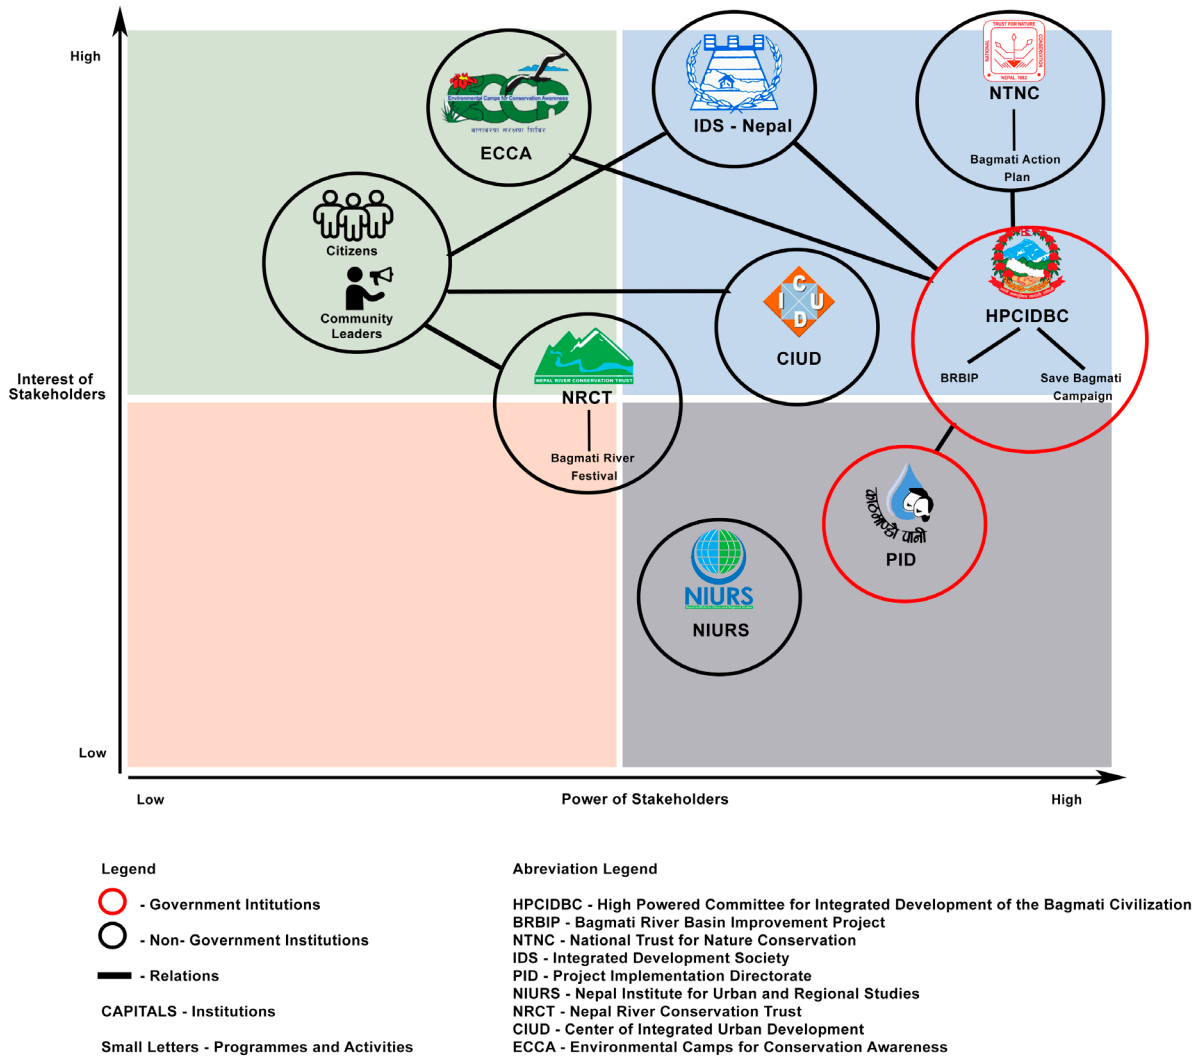 High
ECCA
Environmental Camps for Conservation Awareness
वातावरण संरक्षण शिविर
ECCA
IDS - Nepal
TRUST FOR NATURE
NATIONAL
CONSERVATION
NEPAL 1982
NTNC
Bagmati Action
Plan
Citizens
Community
Leaders
C
I U
D
CIUD
HPCIDBC
BRBIP
Save Bagmati
Campaign
NEPAL RIVER CONSERVATION TRUST
NRCT
Bagmati River
Festival
Interest of
Stakeholders
काठमाण्डौ पानी
PID
NIURS
NIURS
Low
Low
Power of Stakeholders
High
Legend
- Government Intitutions
- Non- Government Institutions
- Relations
CAPITALS - Institutions
Small Letters - Programmes and Activities
Abreviation Legend
HPCIDBC - High Powered Committee for Integrated Development of the Bagmati Civilization
BRBIP - Bagmati River Basin Improvement Project
NTNC - National Trust for Nature Conservation
IDS - Integrated Development Society
PID - Project Implementation Directorate
NIURS - Nepal Institute for Urban and Regional Studies
NRCT - Nepal River Conservation Trust
CIUD - Center of Integrated Urban Development
ECCA - Environmental Camps for Conservation Awareness